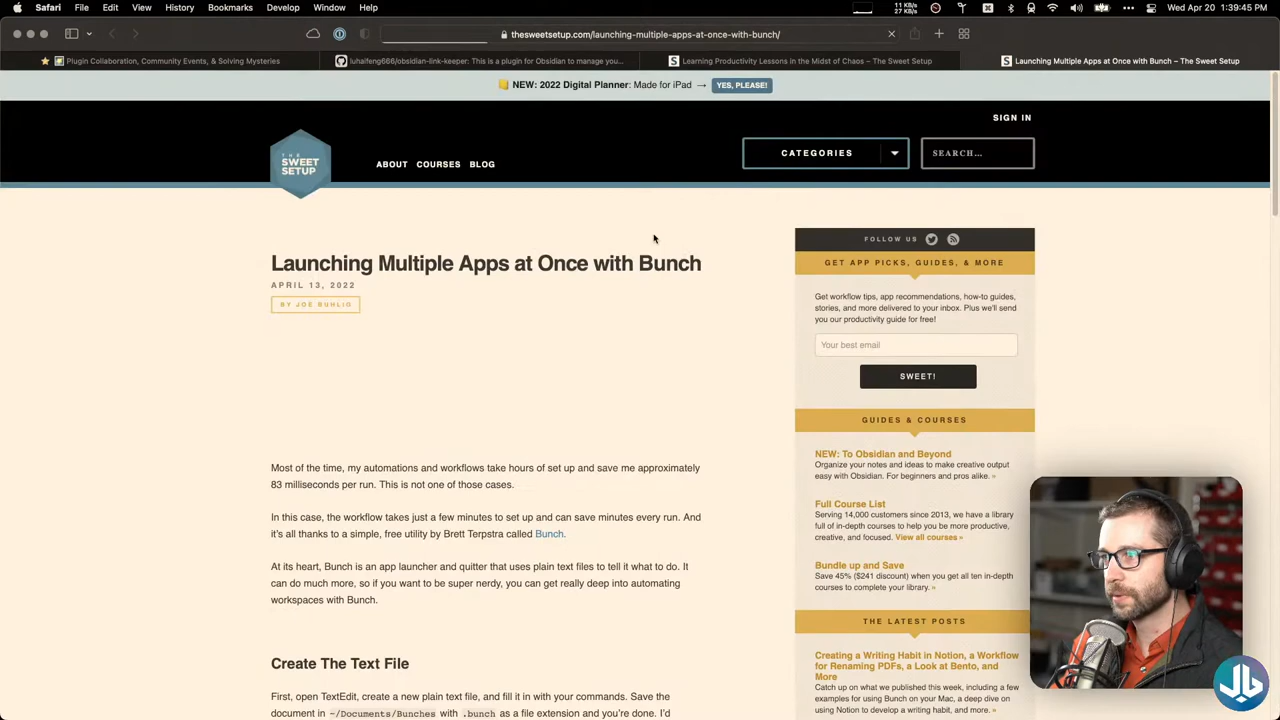 Safari File Edit View History Bookmarks Develop Window Help
11 KB/s
27 KB/s
Wed Apr 20 1:39:45 PM
thesweetsetup.com/launching-multiple-apps-at-once-with-bunch/
Plugin Collaboration, Community Events, & Solving Mysteries
luhaifeng666/obsidian-link-keeper: This is a plugin for Obsidian to manage you...
Learning Productivity Lessons in the Midst of Chaos – The Sweet Setup
Launching Multiple Apps at Once with Bunch – The Sweet Setup
NEW: 2022 Digital Planner: Made for iPad → YES, PLEASE!
SIGN IN
THE
SWEET
SETUP
ABOUT COURSES BLOG
CATEGORIES
SEARCH...
Launching Multiple Apps at Once with Bunch
APRIL 13, 2022
BY JOE BUHLIG
Most of the time, my automations and workflows take hours of set up and save me approximately
83 milliseconds per run. This is not one of those cases.
In this case, the workflow takes just a few minutes to set up and can save minutes every run. And
it's all thanks to a simple, free utility by Brett Terpstra called Bunch.
At its heart, Bunch is an app launcher and quitter that uses plain text files to tell it what to do. It
can do much more, so if you want to be super nerdy, you can get really deep into automating
workspaces with Bunch.
Create The Text File
First, open TextEdit, create a new plain text file, and fill it in with your commands. Save the
document in ~/Documents/Bunches with .bunch as a file extension and you're done. I'd
FOLLOW US
GET APP PICKS, GUIDES, & MORE
Get workflow tips, app recommendations, how-to guides,
stories, and more delivered to your inbox. Plus we'll send
you our productivity guide for free!
Your best email
SWEET!
GUIDES & COURSES
NEW: To Obsidian and Beyond
Organize your notes and ideas to make creative output
easy with Obsidian. For beginners and pros alike. »
Full Course List
Serving 14,000 customers since 2013, we have a library
full of in-depth courses to help you be more productive,
creative, and focused. View all courses »
Bundle up and Save
Save 45% ($241 discount) when you get all ten in-depth
courses to complete your library. »
THE LATEST POSTS
Creating a Writing Habit in Notion, a Workflow
for Renaming PDFs, a Look at Bento, and
More
Catch up on what we published this week, including a few
examples for using Bunch on your Mac, a deep dive on
using Notion to develop a writing habit, and more. »